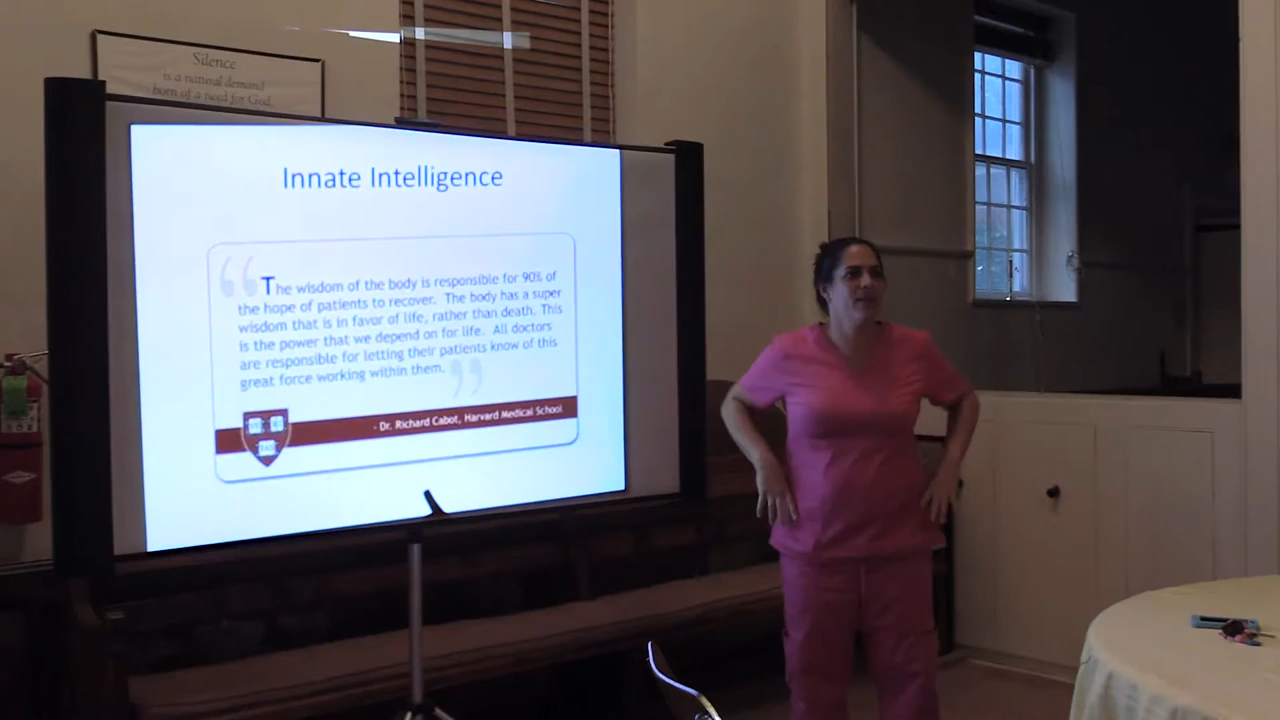 Silence
is a natural demand
born of a need for God
Innate Intelligence
“The wisdom of the body is responsible for 90% of
the hope of patients to recover. The body has a super
wisdom that is in favor of life, rather than death. This
is the power that we depend on for life. All doctors
are responsible for letting their patients know of this
great force working within them.”
- Dr. Richard Cabot, Harvard Medical School